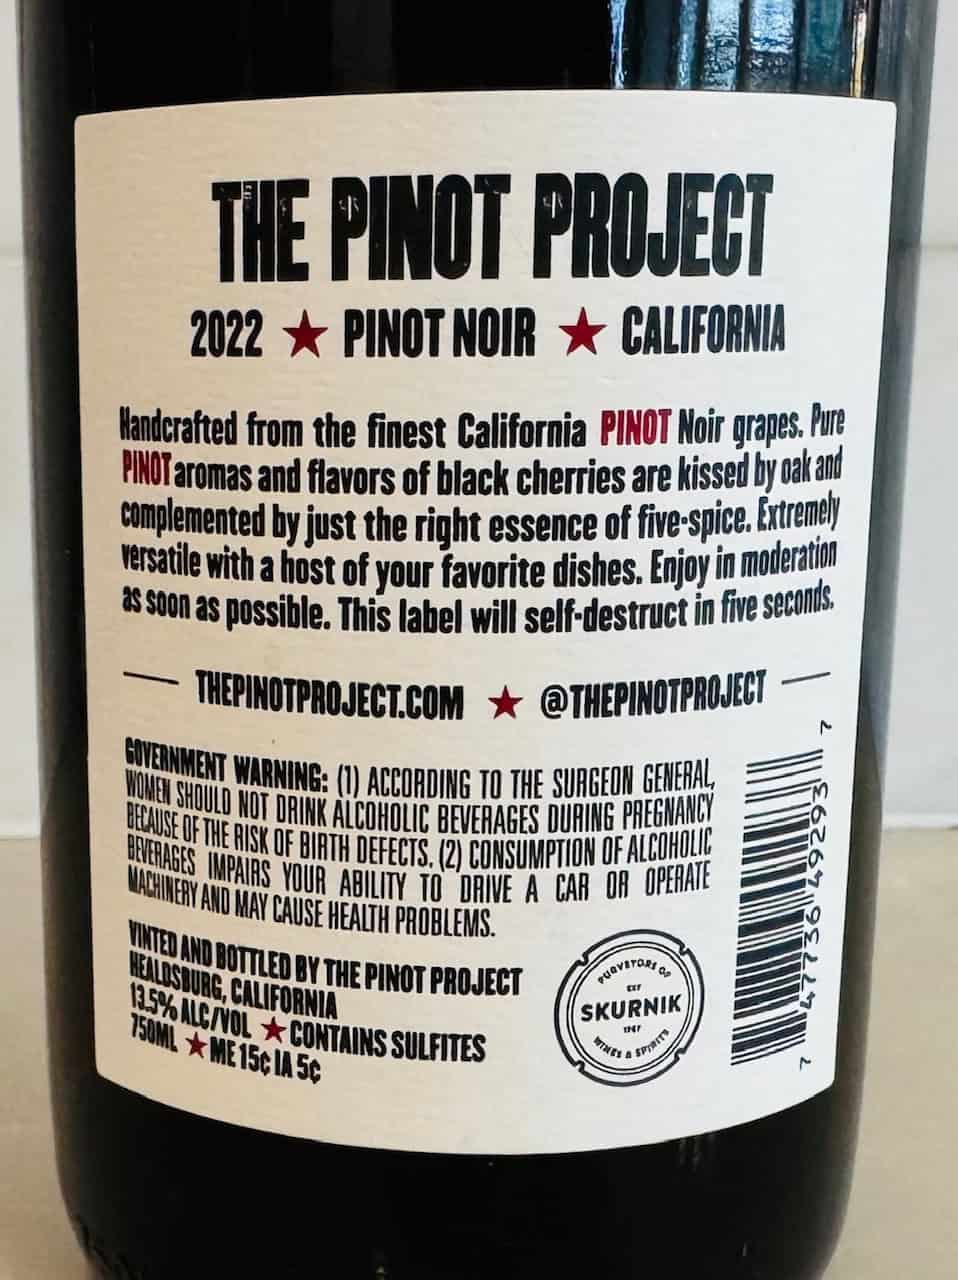 THE PINOT PROJECT
2022 ★ PINOT NOIR ★ CALIFORNIA
Handcrafted from the finest California PINOT Noir grapes. Pure
PINOT aromas and flavors of black cherries are kissed by oak and
complemented by just the right essence of five-spice. Extremely
versatile with a host of your favorite dishes. Enjoy in moderation
as soon as possible. This label will self-destruct in five seconds.
THEPINOTPROJECT.COM ★ @THEPINOTPROJECT
GOVERNMENT WARNING: (1) ACCORDING TO THE SURGEON GENERAL,
WOMEN SHOULD NOT DRINK ALCOHOLIC BEVERAGES DURING PREGNANCY
BECAUSE OF THE RISK OF BIRTH DEFECTS. (2) CONSUMPTION OF ALCOHOLIC
BEVERAGES IMPAIRS YOUR ABILITY TO DRIVE A CAR OR OPERATE
MACHINERY AND MAY CAUSE HEALTH PROBLEMS.
VINTED AND BOTTLED BY THE PINOT PROJECT
HEALDSBURG, CALIFORNIA
13.5% ALC/VOL ★ CONTAINS SULFITES
750ML ★ ME 15¢ IA 5¢
PURVEYORS OF
EST
SKURNIK
1987
WINES & SPIRITS
7 47736 49293 7